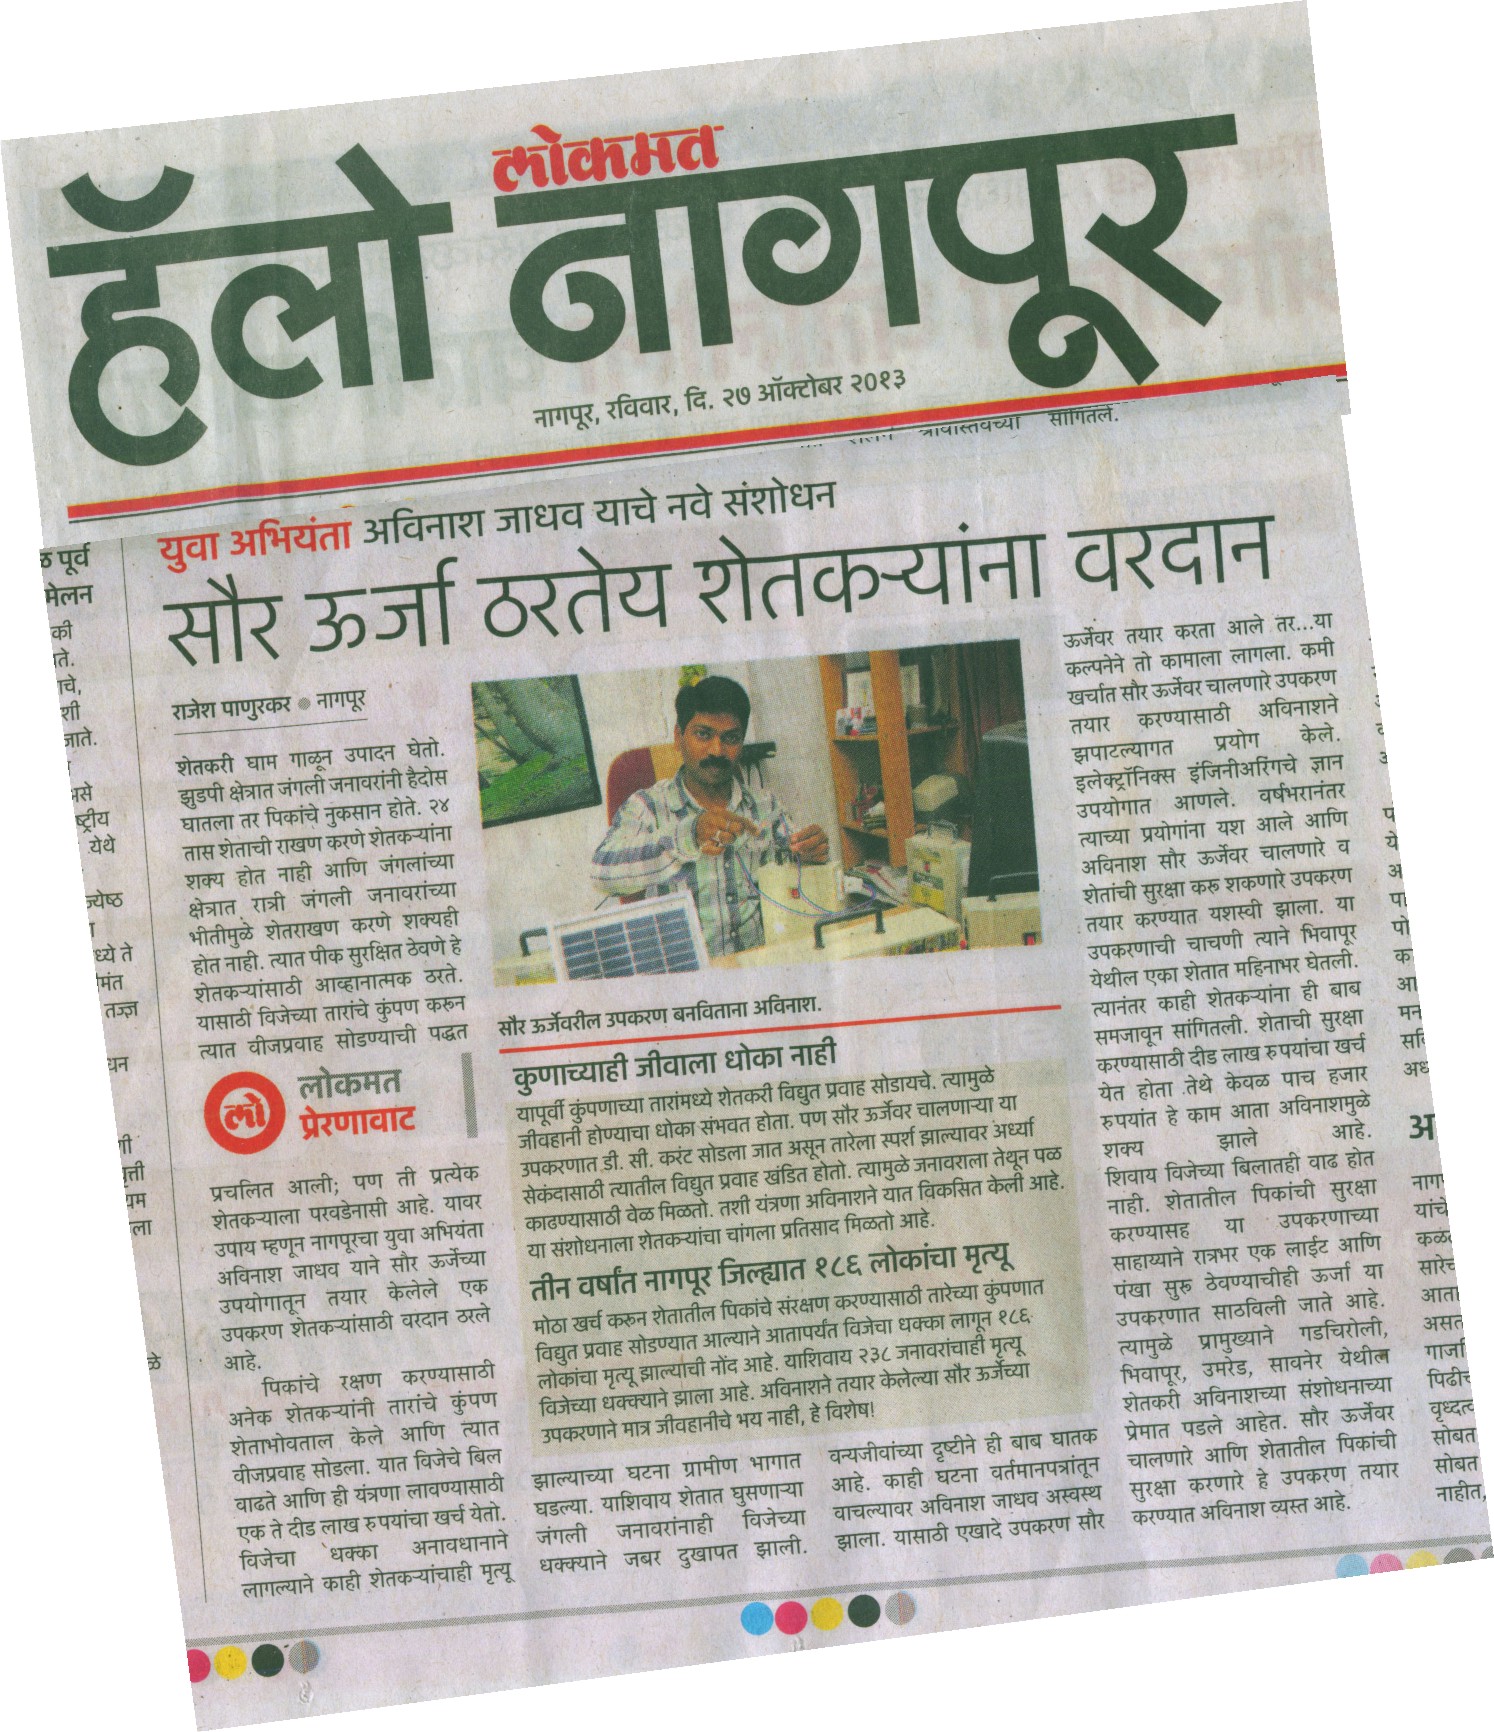 लोकमत
हॅलो नागपूर
नागपूर, रविवार, दि. २७ ऑक्टोबर २०१३
श्रीवास्तवच्या सांगितले.
युवा अभियंता अविनाश जाधव याचे नवे संशोधन
सौर ऊर्जा ठरतेय शेतकऱ्यांना वरदान
राजेश पाणुरकर ● नागपूर
शेतकरी घाम गाळून उपादन घेतो.
झुडपी क्षेत्रात जंगली जनावरांनी हैदोस
घातला तर पिकांचे नुकसान होते. २४
तास शेताची राखण करणे शेतकऱ्यांना
शक्य होत नाही आणि जंगलांच्या
क्षेत्रात रात्री जंगली जनावरांच्या
भीतीमुळे शेतराखण करणे शक्यही
होत नाही. त्यात पीक सुरक्षित ठेवणे हे
शेतकऱ्यांसाठी आव्हानात्मक ठरते.
यासाठी विजेच्या तारांचे कुंपण करून
त्यात वीजप्रवाह सोडण्याची पद्धत
लो
लोकमत
प्रेरणावाट
प्रचलित आली; पण ती प्रत्येक
शेतकऱ्याला परवडेनासी आहे. यावर
उपाय म्हणून नागपूरचा युवा अभियंता
अविनाश जाधव याने सौर ऊर्जेच्या
उपयोगातून तयार केलेले एक
उपकरण शेतकऱ्यांसाठी वरदान ठरले
आहे.
पिकांचे रक्षण करण्यासाठी
अनेक शेतकऱ्यांनी तारांचे कुंपण
शेताभोवताल केले आणि त्यात
वीजप्रवाह सोडला. यात विजेचे बिल
वाढते आणि ही यंत्रणा लावण्यासाठी
एक ते दीड लाख रुपयांचा खर्च येतो.
विजेचा धक्का अनावधानाने
लागल्याने काही शेतकऱ्यांचाही मृत्यू
सौर ऊर्जेवरील उपकरण बनविताना अविनाश.
कुणाच्याही जीवाला धोका नाही
यापूर्वी कुंपणाच्या तारांमध्ये शेतकरी विद्युत प्रवाह सोडायचे. त्यामुळे
जीवहानी होण्याचा धोका संभवत होता. पण सौर ऊर्जेवर चालणाऱ्या या
उपकरणात डी. सी. करंट सोडला जात असून तारेला स्पर्श झाल्यावर अर्ध्या
सेकंदासाठी त्यातील विद्युत प्रवाह खंडित होतो. त्यामुळे जनावराला तेथून पळ
काढण्यासाठी वेळ मिळतो. तशी यंत्रणा अविनाशने यात विकसित केली आहे.
या संशोधनाला शेतकऱ्यांचा चांगला प्रतिसाद मिळतो आहे.
तीन वर्षांत नागपूर जिल्ह्यात १८६ लोकांचा मृत्यू
मोठा खर्च करून शेतातील पिकांचे संरक्षण करण्यासाठी तारेच्या कुंपणात
विद्युत प्रवाह सोडण्यात आल्याने आतापर्यंत विजेचा धक्का लागून १८६
लोकांचा मृत्यू झाल्याची नोंद आहे. याशिवाय २३८ जनावरांचाही मृत्यू
विजेच्या धक्क्याने झाला आहे. अविनाशने तयार केलेल्या सौर ऊर्जेच्या
उपकरणाने मात्र जीवहानीचे भय नाही, हे विशेष!
झाल्याच्या घटना ग्रामीण भागात
घडल्या. याशिवाय शेतात घुसणाऱ्या
जंगली जनावरांनाही विजेच्या
धक्क्याने जबर दुखापत झाली.
वन्यजीवांच्या दृष्टीने ही बाब घातक
आहे. काही घटना वर्तमानपत्रांतून
वाचल्यावर अविनाश जाधव अस्वस्थ
झाला. यासाठी एखादे उपकरण सौर
ऊर्जेवर तयार करता आले तर...या
कल्पनेने तो कामाला लागला. कमी
खर्चात सौर ऊर्जेवर चालणारे उपकरण
तयार करण्यासाठी अविनाशने
झपाटल्यागत प्रयोग केले.
इलेक्ट्रॉनिक्स इंजिनीअरिंगचे ज्ञान
उपयोगात आणले. वर्षभरानंतर
त्याच्या प्रयोगांना यश आले आणि
अविनाश सौर ऊर्जेवर चालणारे व
शेतांची सुरक्षा करू शकणारे उपकरण
तयार करण्यात यशस्वी झाला. या
उपकरणाची चाचणी त्याने भिवापूर
येथील एका शेतात महिनाभर घेतली.
त्यानंतर काही शेतकऱ्यांना ही बाब
समजावून सांगितली. शेताची सुरक्षा
करण्यासाठी दीड लाख रुपयांचा खर्च
येत होता तेथे केवळ पाच हजार
रुपयांत हे काम आता अविनाशमुळे
शक्य झाले आहे.
शिवाय विजेच्या बिलातही वाढ होत
नाही. शेतातील पिकांची सुरक्षा
करण्यासह या उपकरणाच्या
साहाय्याने रात्रभर एक लाईट आणि
पंखा सुरू ठेवण्याचीही ऊर्जा या
उपकरणात साठविली जाते आहे.
त्यामुळे प्रामुख्याने गडचिरोली,
भिवापूर, उमरेड, सावनेर येथील
शेतकरी अविनाशच्या संशोधनाच्या
प्रेमात पडले आहेत. सौर ऊर्जेवर
चालणारे आणि शेतातील पिकांची
सुरक्षा करणारे हे उपकरण तयार
करण्यात अविनाश व्यस्त आहे.